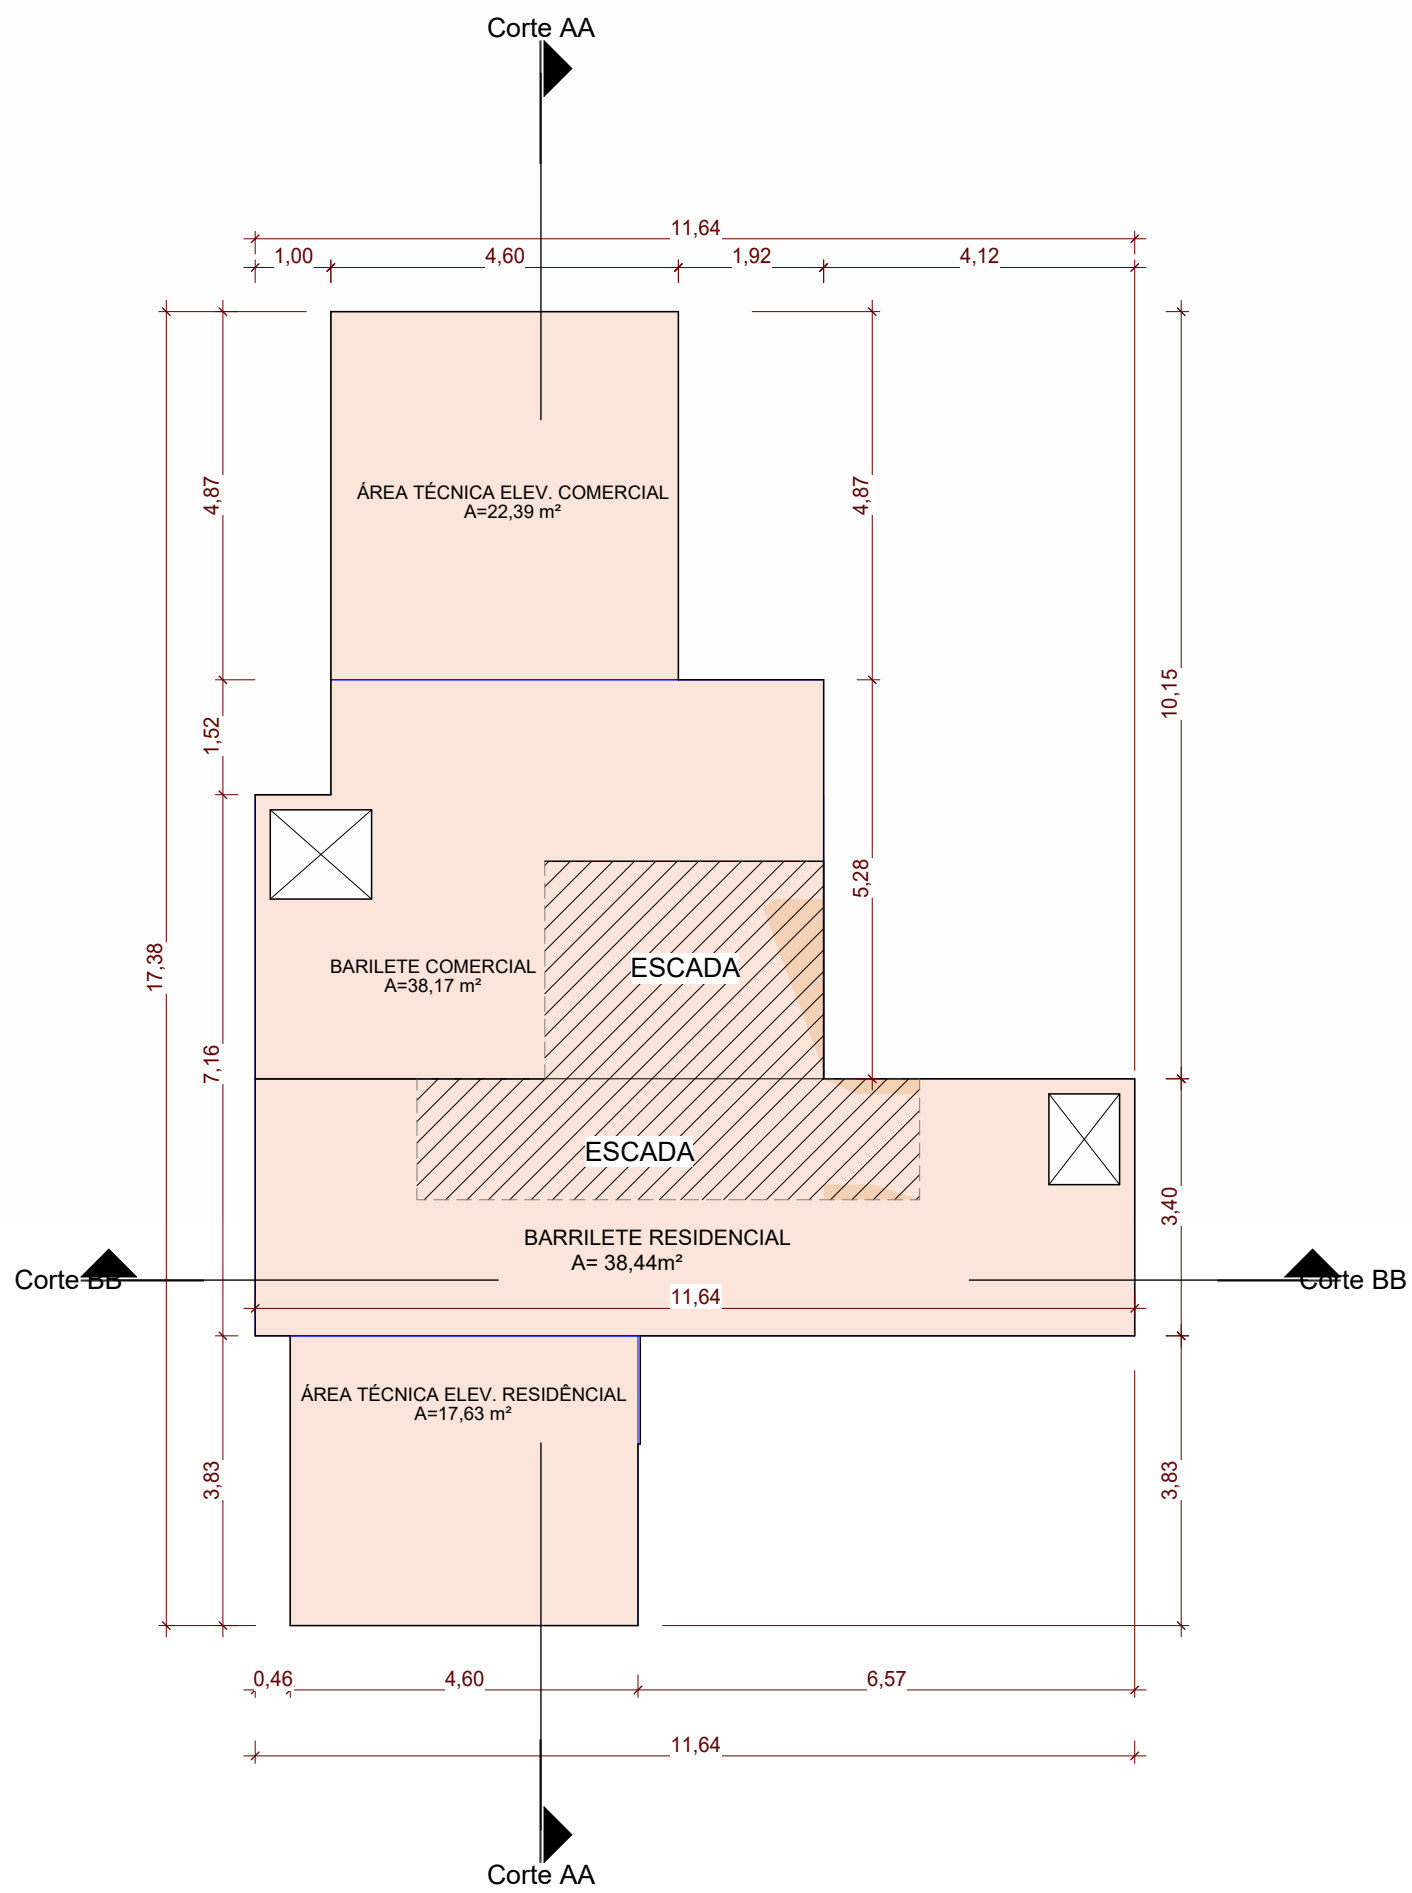 Corte AA
11,64
1,00
4,60
1,92
4,12
4,87
4,87
ÁREA TÉCNICA ELEV. COMERCIAL
A=22,39 m²
10,15
1,52
5,28
17,38
BARILETE COMERCIAL
A=38,17 m²
ESCADA
7,16
ESCADA
3,40
BARRILETE RESIDENCIAL
A= 38,44m²
Corte BB
Corte BB
11,64
ÁREA TÉCNICA ELEV. RESIDÊNCIAL
A=17,63 m²
3,83
3,83
0,46
4,60
6,57
11,64
Corte AA